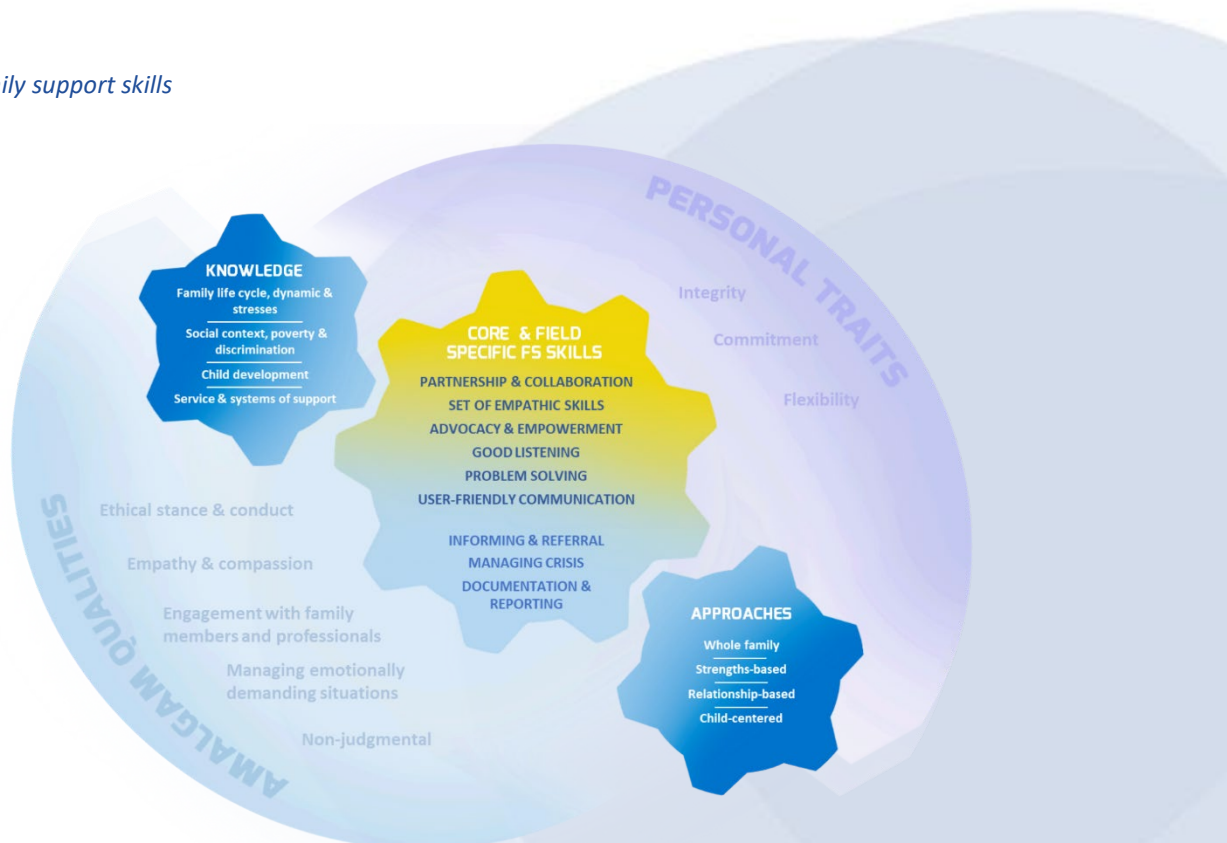 ily support skills
PERSONAL TRAITS
Integrity
Commitment
Flexibility
KNOWLEDGE
Family life cycle, dynamic &
stresses
Social context, poverty &
discrimination
Child development
Service & systems of support
CORE & FIELD
SPECIFIC FS SKILLS
PARTNERSHIP & COLLABORATION
SET OF EMPATHIC SKILLS
ADVOCACY & EMPOWERMENT
GOOD LISTENING
PROBLEM SOLVING
USER-FRIENDLY COMMUNICATION
INFORMING & REFERRAL
MANAGING CRISIS
DOCUMENTATION &
REPORTING
APPROACHES
Whole family
Strengths-based
Relationship-based
Child-centered
AMALGAM QUALITIES
Ethical stance & conduct
Empathy & compassion
Engagement with family
members and professionals
Managing emotionally
demanding situations
Non-judgmental